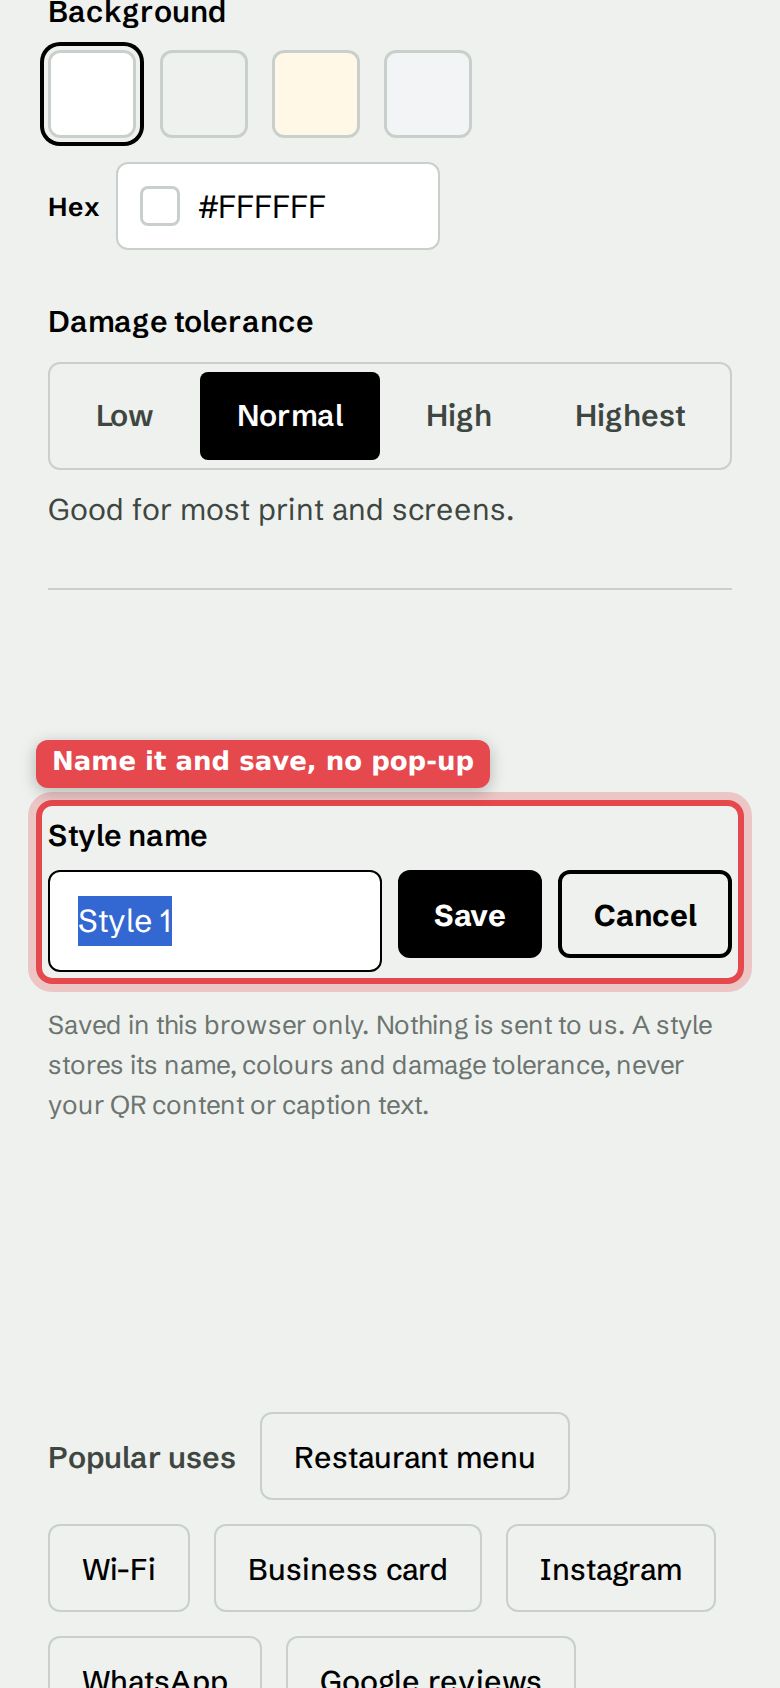 Background
Hex #FFFFFF
Damage tolerance
Low Normal High Highest
Good for most print and screens.
Name it and save, no pop-up
Style name
Style 1 Save Cancel
Saved in this browser only. Nothing is sent to us. A style
stores its name, colours and damage tolerance, never
your QR content or caption text.
Popular uses Restaurant menu
Wi-Fi Business card Instagram
WhatsApp Google reviews